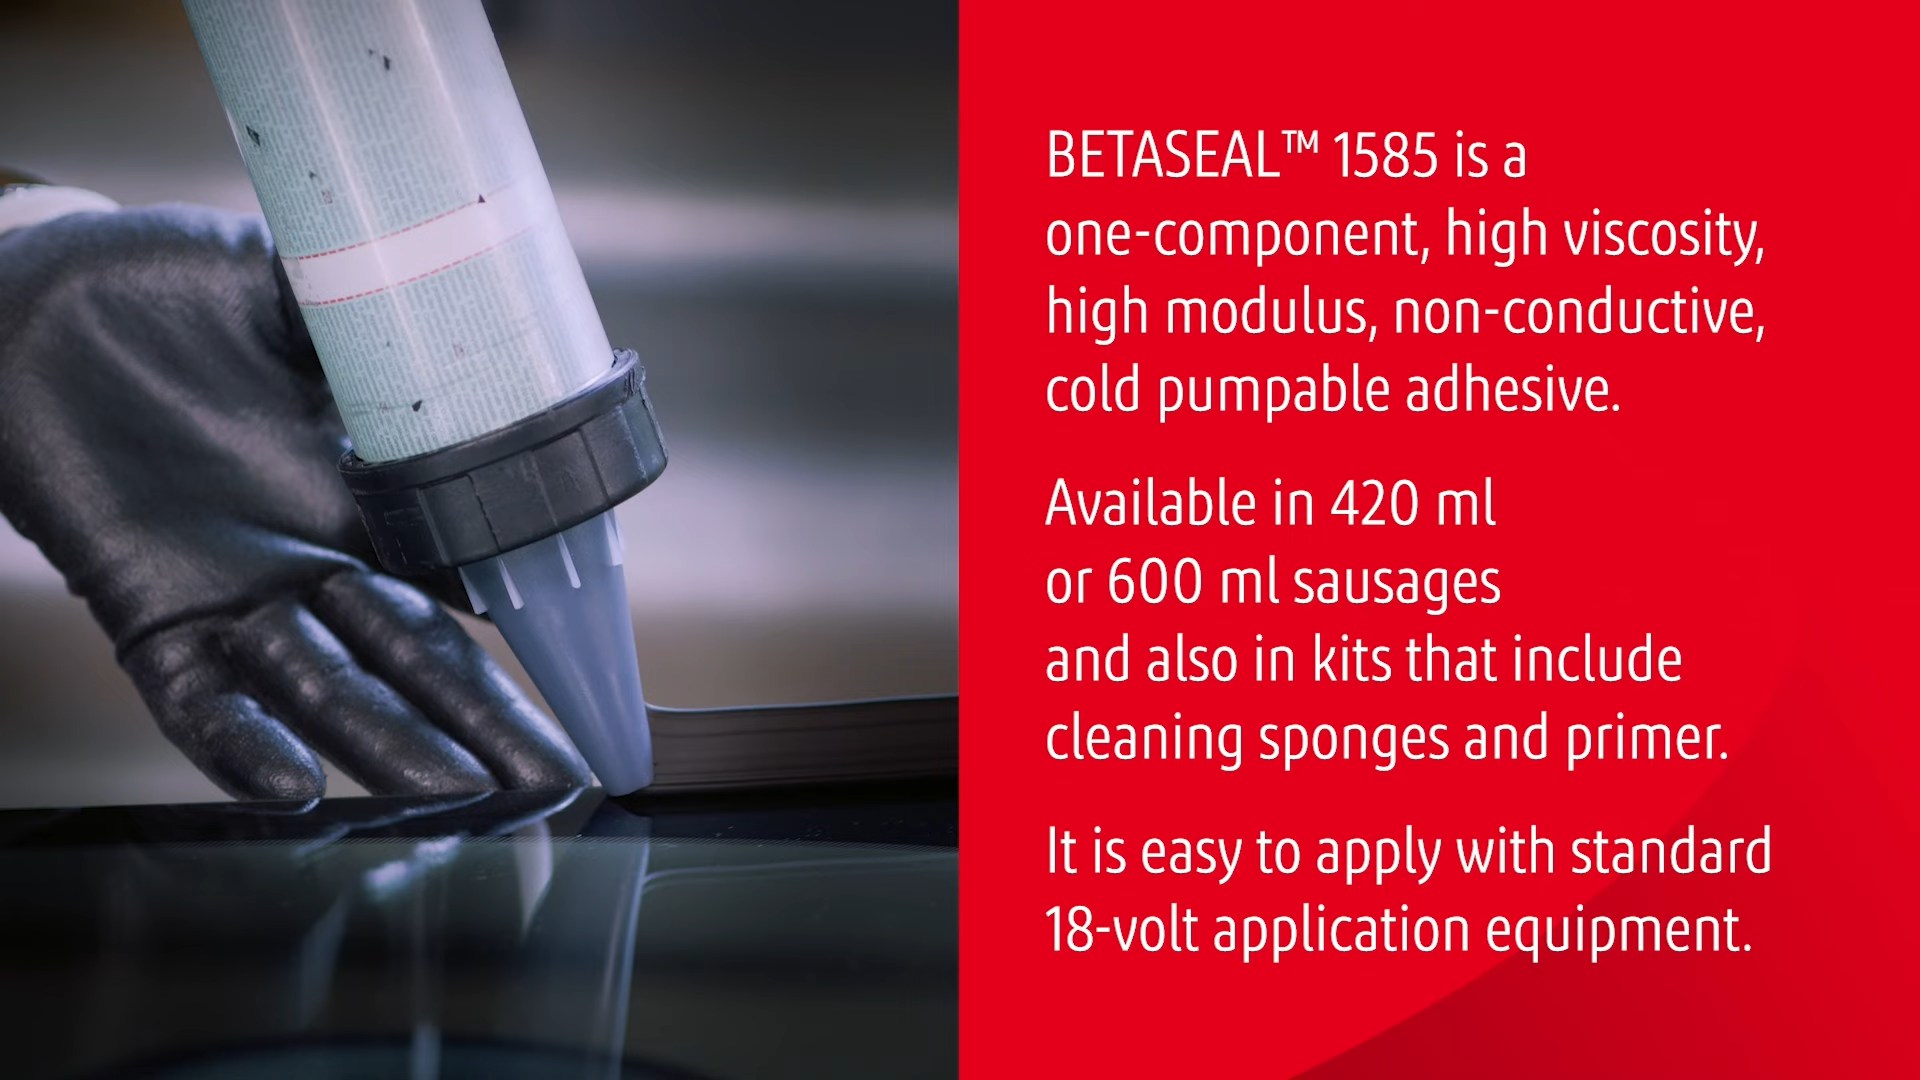 BETASEAL™ 1585 is a
one-component, high viscosity,
high modulus, non-conductive,
cold pumpable adhesive.
Available in 420 ml
or 600 ml sausages
and also in kits that include
cleaning sponges and primer.
It is easy to apply with standard
18-volt application equipment.